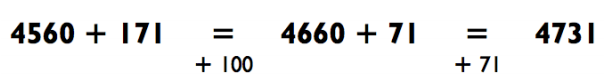 4560 + 171 = 4660 + 71 = 4731
+ 100 + 71